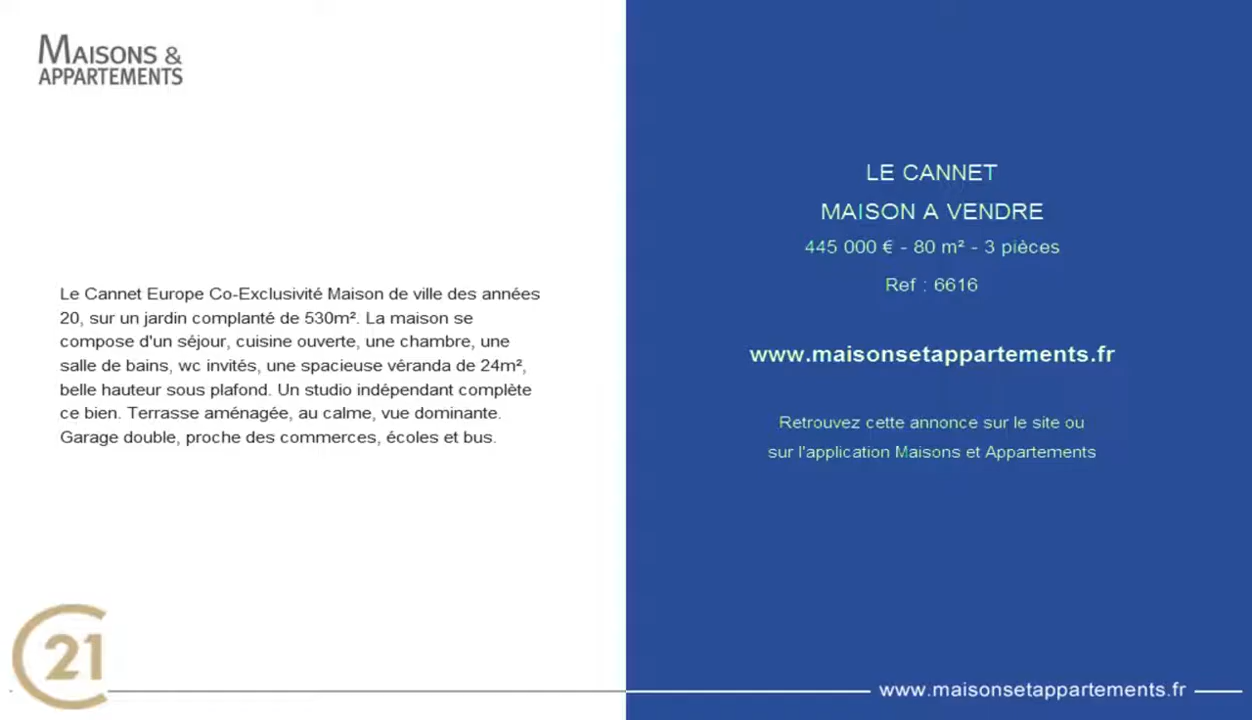 MAISONS &
APPARTEMENTS
Le Cannet Europe Co-Exclusivité Maison de ville des années
20, sur un jardin complanté de 530m². La maison se
compose d'un séjour, cuisine ouverte, une chambre, une
salle de bains, wc invités, une spacieuse véranda de 24m²,
belle hauteur sous plafond. Un studio indépendant complète
ce bien. Terrasse aménagée, au calme, vue dominante.
Garage double, proche des commerces, écoles et bus.
LE CANNET
MAISON A VENDRE
445 000 € - 80 m² - 3 pièces
Ref : 6616
www.maisonsetappartements.fr
Retrouvez cette annonce sur le site ou
sur l'application Maisons et Appartements
C21
www.maisonsetappartements.fr